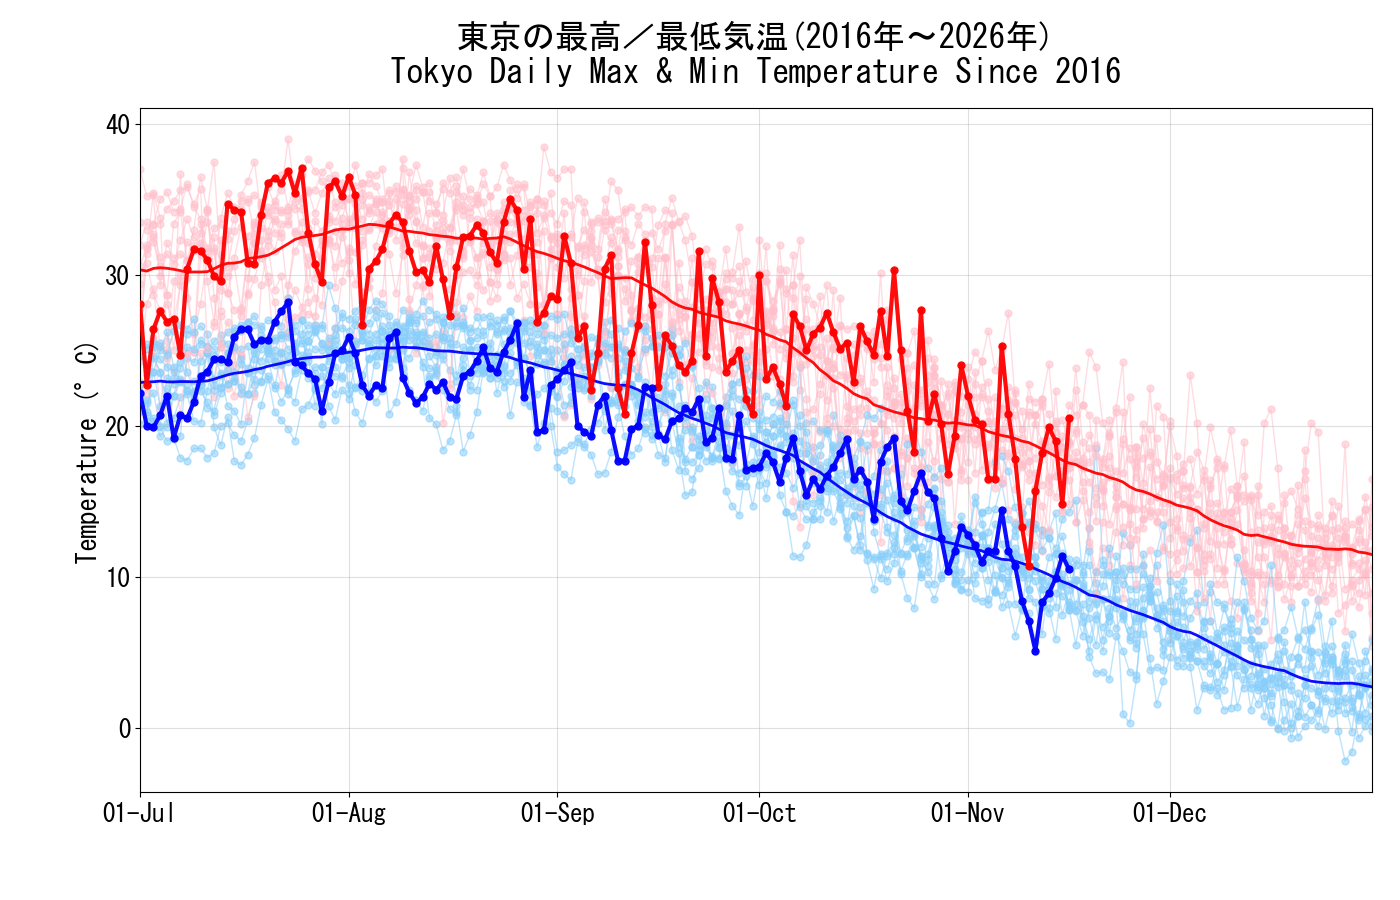 東京の最高／最低気温(2016年～2026年)
Tokyo Daily Max & Min Temperature Since 2016
Temperature (° C)
40
30
20
10
0
01-Jul 01-Aug 01-Sep 01-Oct 01-Nov 01-Dec